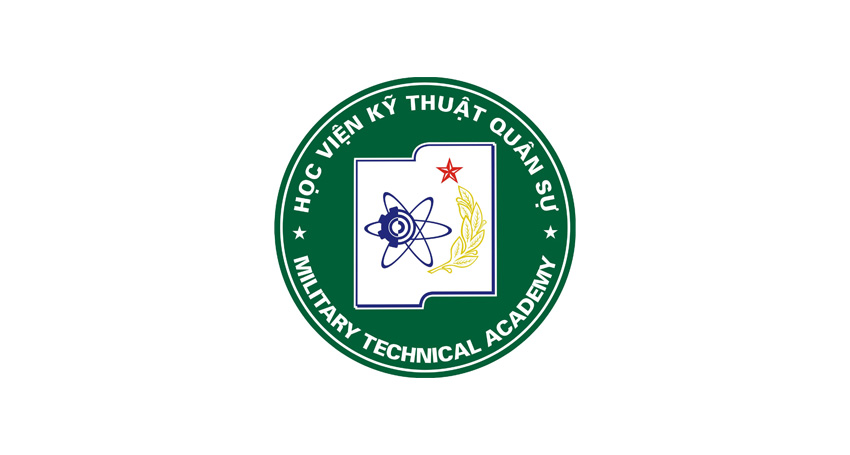 HỌC VIỆN KỸ THUẬT QUÂN SỰ
MILITARY TECHNICAL ACADEMY